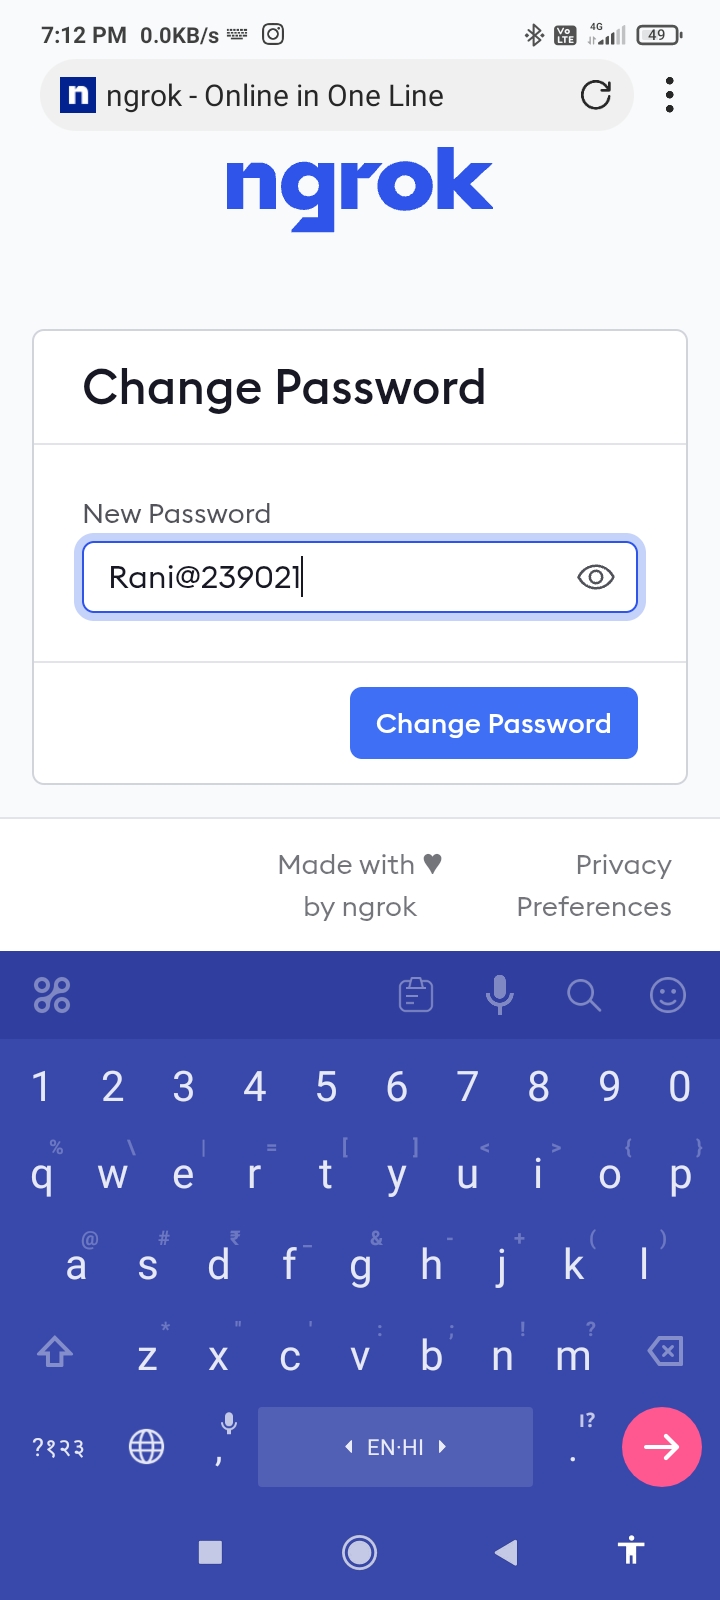 7:12 PM 0.0KB/s Vo LTE 4G 49
n ngrok - Online in One Line
ngrok
Change Password
New Password
Rani@239021
Change Password
Made with ♥ Privacy
by ngrok Preferences
1 2 3 4 5 6 7 8 9 0
% \ | = [ ] < > { }
q w e r t y u i o p
@ # ₹ _ & - + ( )
a s d f g h j k l
* " ' : ; ! ?
z x c v b n m
?१२३ , EN·HI . ।?